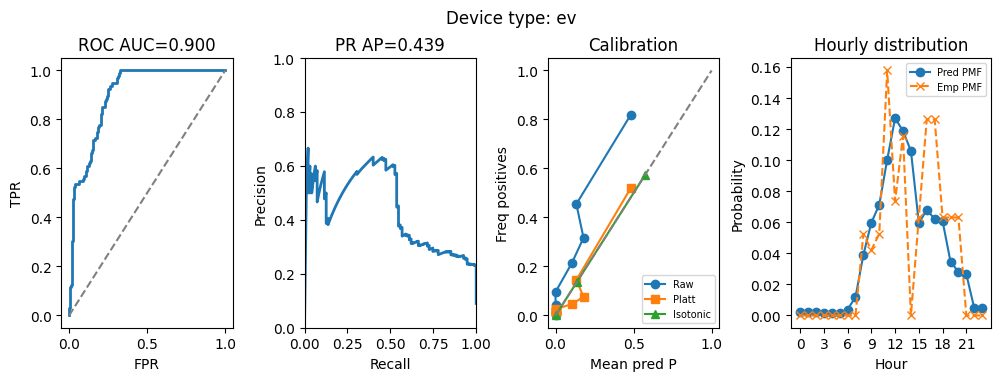 Device type: ev
ROC AUC=0.900
TPR
1.0
0.8
0.6
0.4
0.2
0.0
0.0
1.0
FPR
PR AP=0.439
Precision
1.0
0.8
0.6
0.4
0.2
0.0
0.00
0.25
0.50
0.75
1.00
Recall
Calibration
Freq positives
1.0
0.8
0.6
0.4
0.2
0.0
Raw
Platt
Isotonic
0.0
0.5
1.0
Mean pred P
Hourly distribution
Probability
0.16
0.14
0.12
0.10
0.08
0.06
0.04
0.02
0.00
Pred PMF
Emp PMF
0
3
6
9
12
15
18
21
Hour